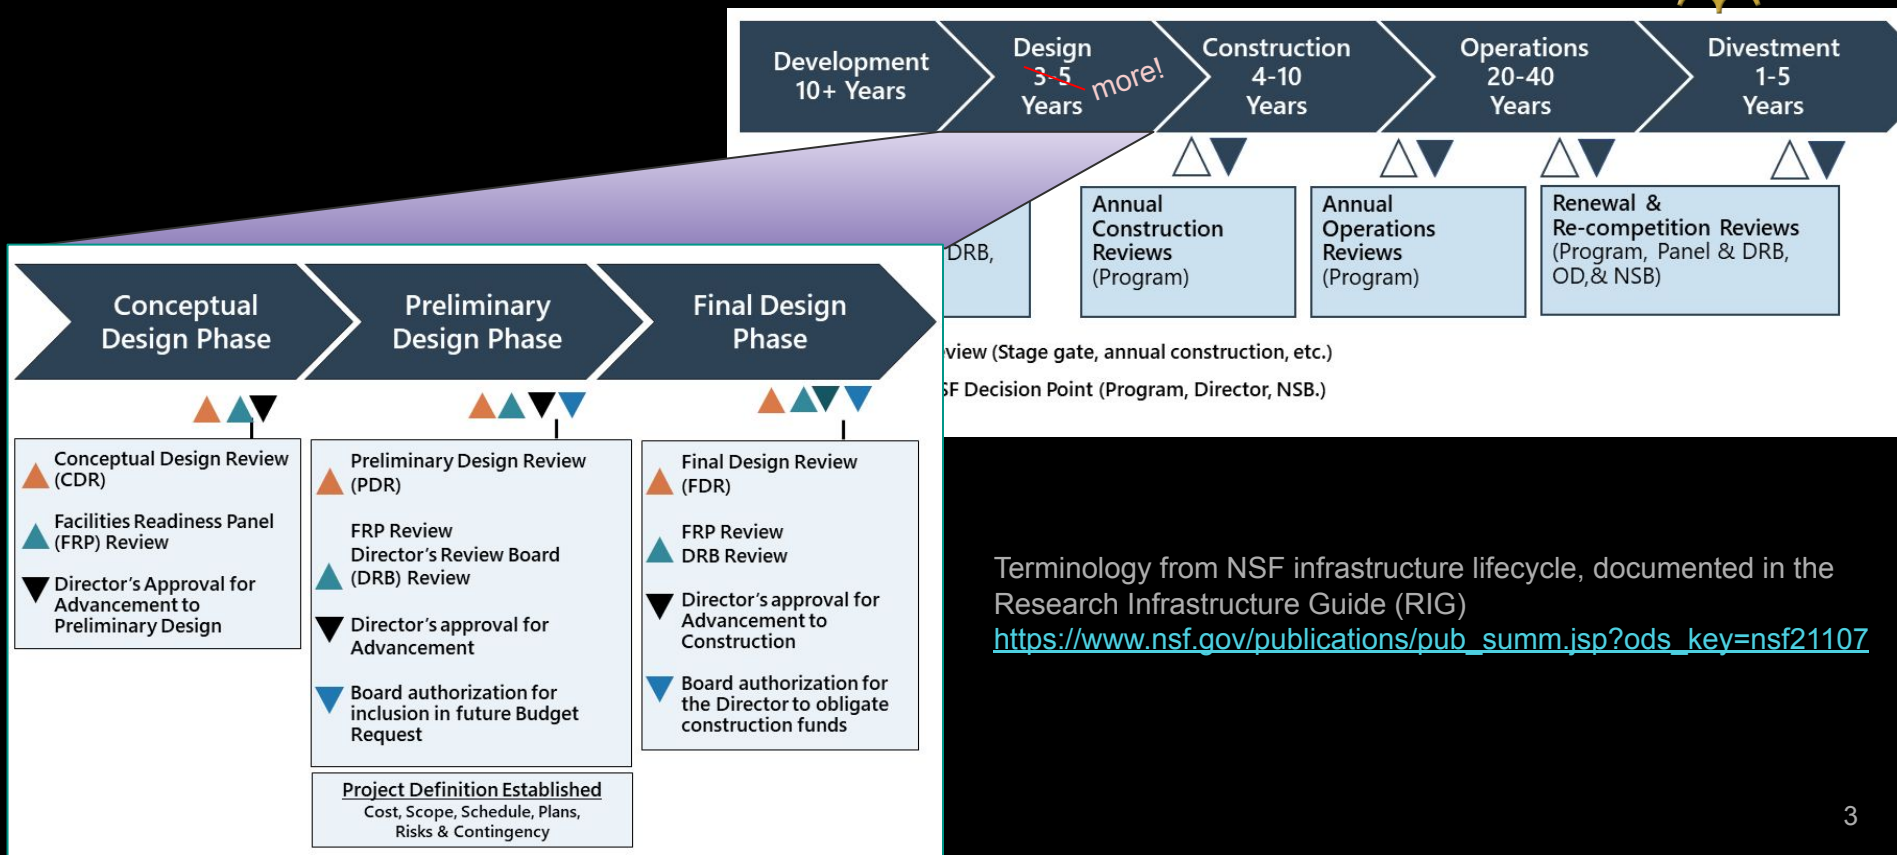 Development
10+ Years
Design
3-5
Years
more!
Construction
4-10
Years
Operations
20-40
Years
Divestment
1-5
Years
DRB,
Annual
Construction
Reviews
(Program)
Annual
Operations
Reviews
(Program)
Renewal &
Re-competition Reviews
(Program, Panel & DRB,
OD,& NSB)
(Stage gate, annual construction, etc.)
Decision Point (Program, Director, NSB.)
Conceptual
Design Phase
Preliminary
Design Phase
Final Design
Phase
Conceptual Design Review
(CDR)
Facilities Readiness Panel
(FRP) Review
Director's Approval for
Advancement to
Preliminary Design
Preliminary Design Review
(PDR)
FRP Review
Director's Review Board
(DRB) Review
Director's approval for
Advancement
Board authorization for
inclusion in future Budget
Request
Project Definition Established
Cost, Scope, Schedule, Plans,
Risks & Contingency
Final Design Review
(FDR)
FRP Review
DRB Review
Director's approval for
Advancement to
Construction
Board authorization for
the Director to obligate
construction funds
Terminology from NSF infrastructure lifecycle, documented in the
Research Infrastructure Guide (RIG)
https://www.nsf.gov/publications/pub_summ.jsp?ods_key=nsf21107
3